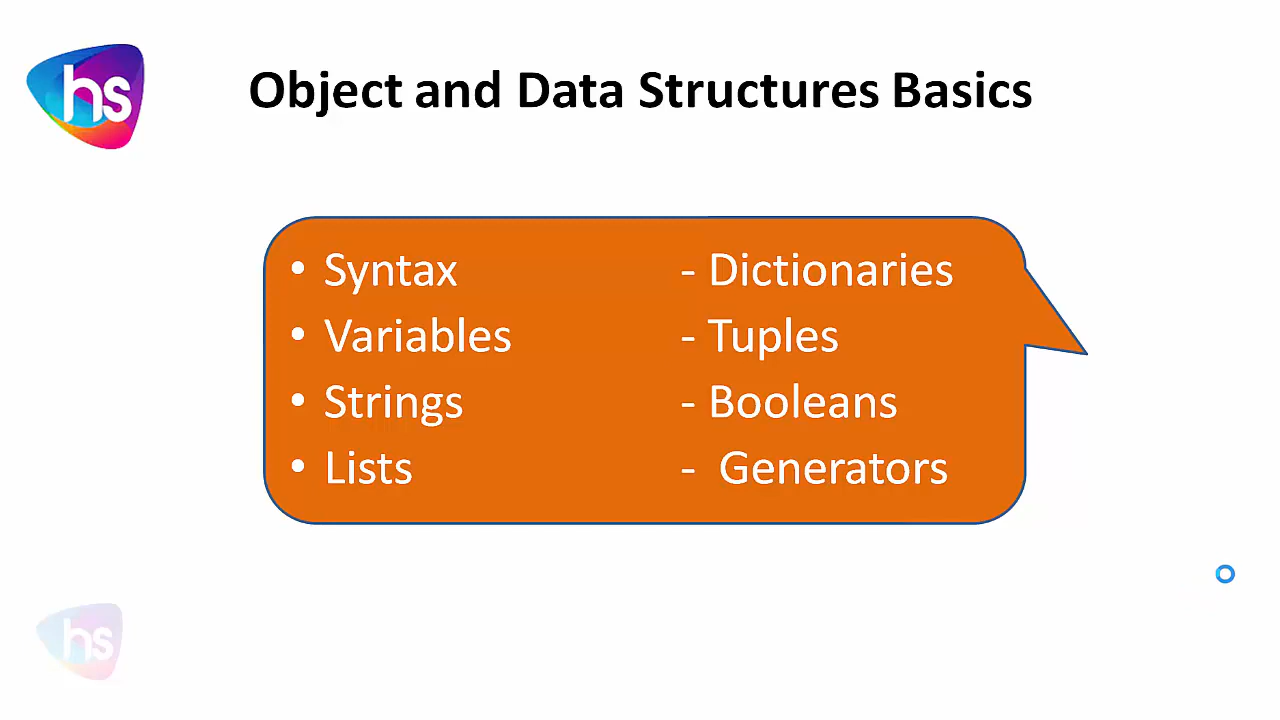 hs
Object and Data Structures Basics
• Syntax - Dictionaries
• Variables - Tuples
• Strings - Booleans
• Lists - Generators
hs